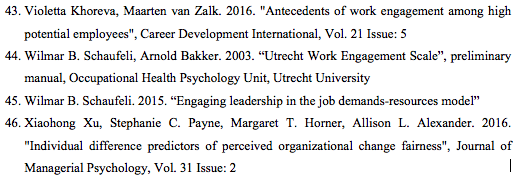 43. Violetta Khoreva, Maarten van Zalk. 2016. "Antecedents of work engagement among high
potential employees", Career Development International, Vol. 21 Issue: 5
44. Wilmar B. Schaufeli, Arnold Bakker. 2003. “Utrecht Work Engagement Scale”, preliminary
manual, Occupational Health Psychology Unit, Utrecht University
45. Wilmar B. Schaufeli. 2015. “Engaging leadership in the job demands-resources model”
46. Xiaohong Xu, Stephanie C. Payne, Margaret T. Horner, Allison L. Alexander. 2016.
"Individual difference predictors of perceived organizational change fairness", Journal of
Managerial Psychology, Vol. 31 Issue: 2